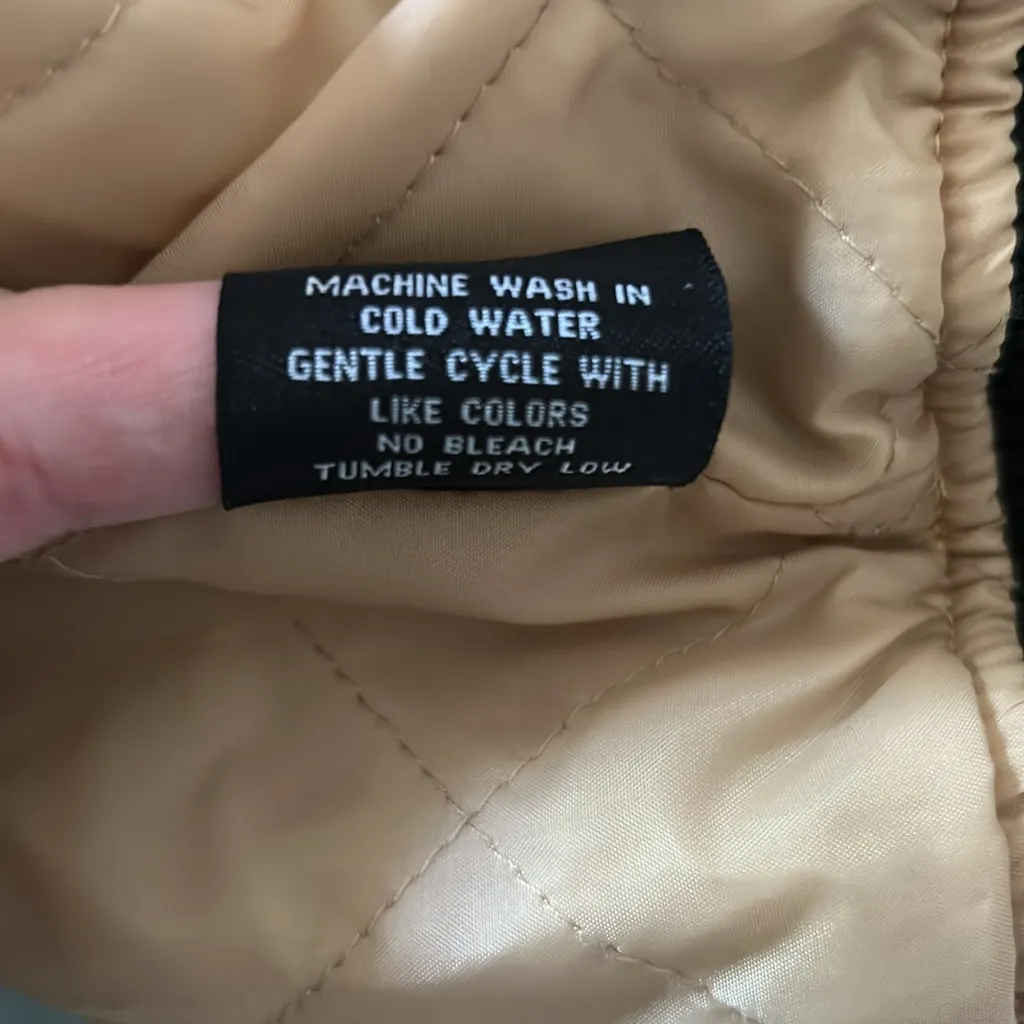 MACHINE WASH IN
COLD WATER
GENTLE CYCLE WITH
LIKE COLORS
NO BLEACH
TUMBLE DRY LOW